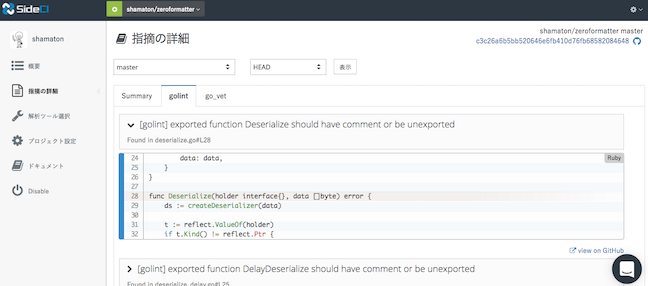 SideCI
shamaton/zeroformatter
shamaton
概要
指摘の詳細
解析ツール選択
プロジェクト設定
ドキュメント
Disable
指摘の詳細
shamaton/zeroformatter master
c3c26a6b5bb520646e6fb410d76fb68582084648
master
HEAD
表示
Summary
golint
go_vet
[golint] exported function Deserialize should have comment or be unexported
Found in deserialize.go#L28
Ruby
24 data: data,
25 }
26 }
27
28 func Deserialize(holder interface{}, data []byte) error {
29 ds := createDeserializer(data)
30
31 t := reflect.ValueOf(holder)
32 if t.Kind() != reflect.Ptr {
view on GitHub
[golint] exported function DelayDeserialize should have comment or be unexported
Found in deserialize_delay.go#L25